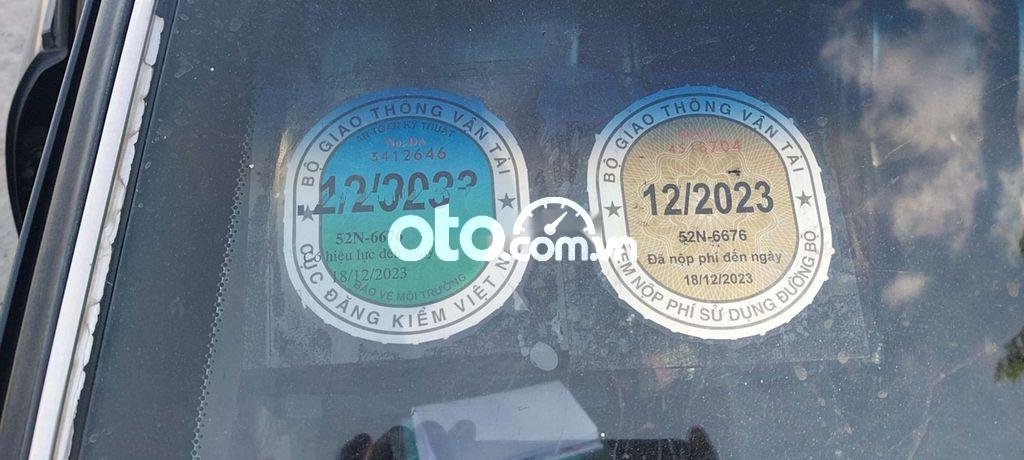 BỘ GIAO THÔNG VẬN TẢI
AN TOÀN KỸ THUẬT
No: DA
3412646
12/2023
52N-6676
Có hiệu lực đến
18/12/2023
BẢO VỆ MÔI TRƯỜNG
CỤC ĐĂNG KIỂM VIỆT NAM
BỘ GIAO THÔNG VẬN TẢI
4518704
12/2023
52N-6676
Đã nộp phí đến ngày
18/12/2023
TEM NỘP PHÍ SỬ DỤNG ĐƯỜNG BỘ
oto.com.vn